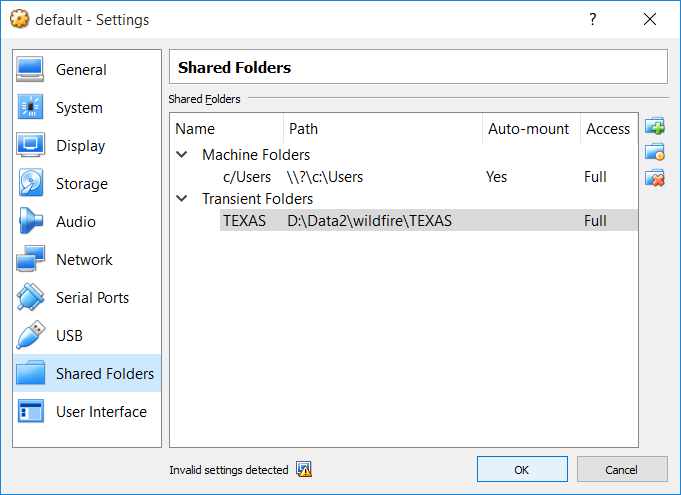 default - Settings ?
General
System
Display
Storage
Audio
Network
Serial Ports
USB
Shared Folders
User Interface
Shared Folders
Shared Folders
Name Path Auto-mount Access
Machine Folders
c/Users \\?\c:\Users Yes Full
Transient Folders
TEXAS D:\Data2\wildfire\TEXAS Full
Invalid settings detected
OK Cancel